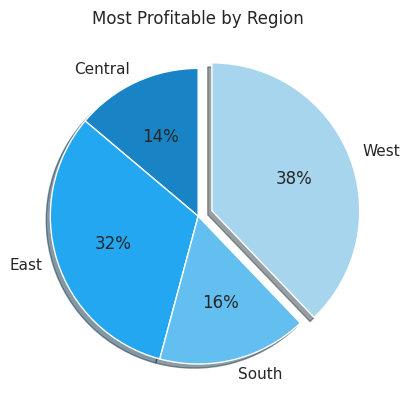 Most Profitable by Region
Central
14%
West
38%
32%
East
16%
South